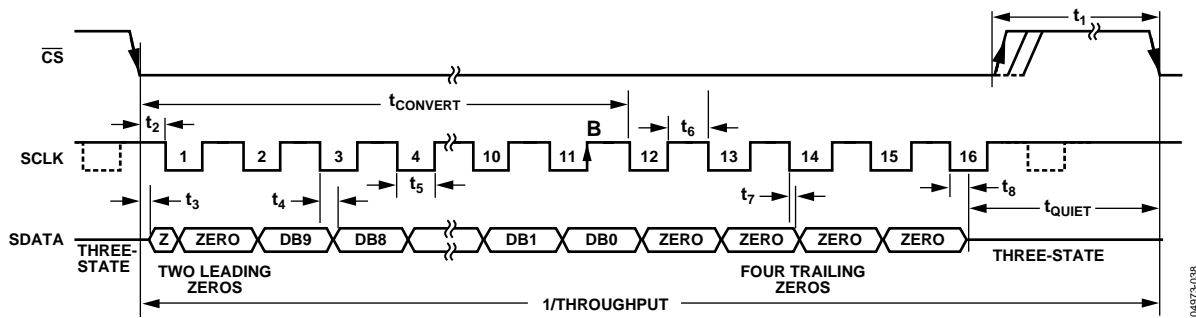 t1
CS
tCONVERT
t2
B
t6
SCLK
1
2
3
4
10
11
12
13
14
15
16
t3
t4
t5
t7
t8
tQUIET
SDATA
Z
ZERO
DB9
DB8
DB1
DB0
ZERO
ZERO
ZERO
ZERO
THREE-
STATE
TWO LEADING
ZEROS
FOUR TRAILING
ZEROS
THREE-STATE
1/THROUGHPUT
04973-038